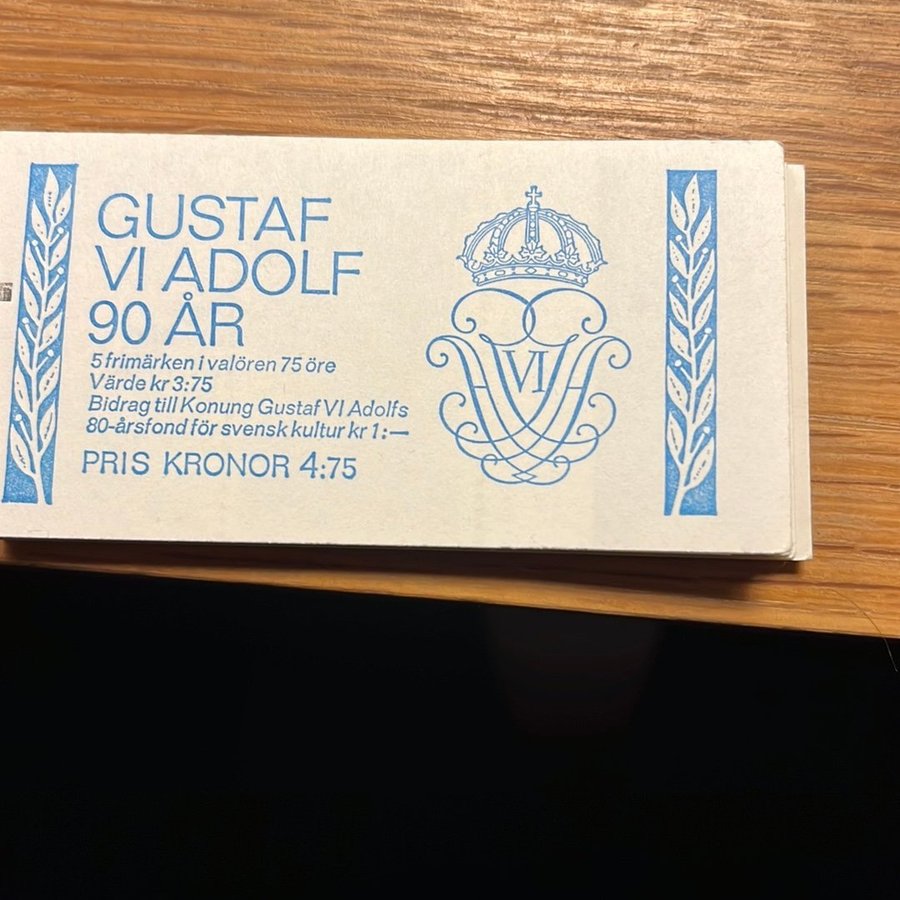 GUSTAF
VI ADOLF
90 ÅR
5 frimärken i valören 75 öre
Värde kr 3:75
Bidrag till Konung Gustaf VI Adolfs
80-årsfond för svensk kultur kr 1:—
PRIS KRONOR 4:75
VI